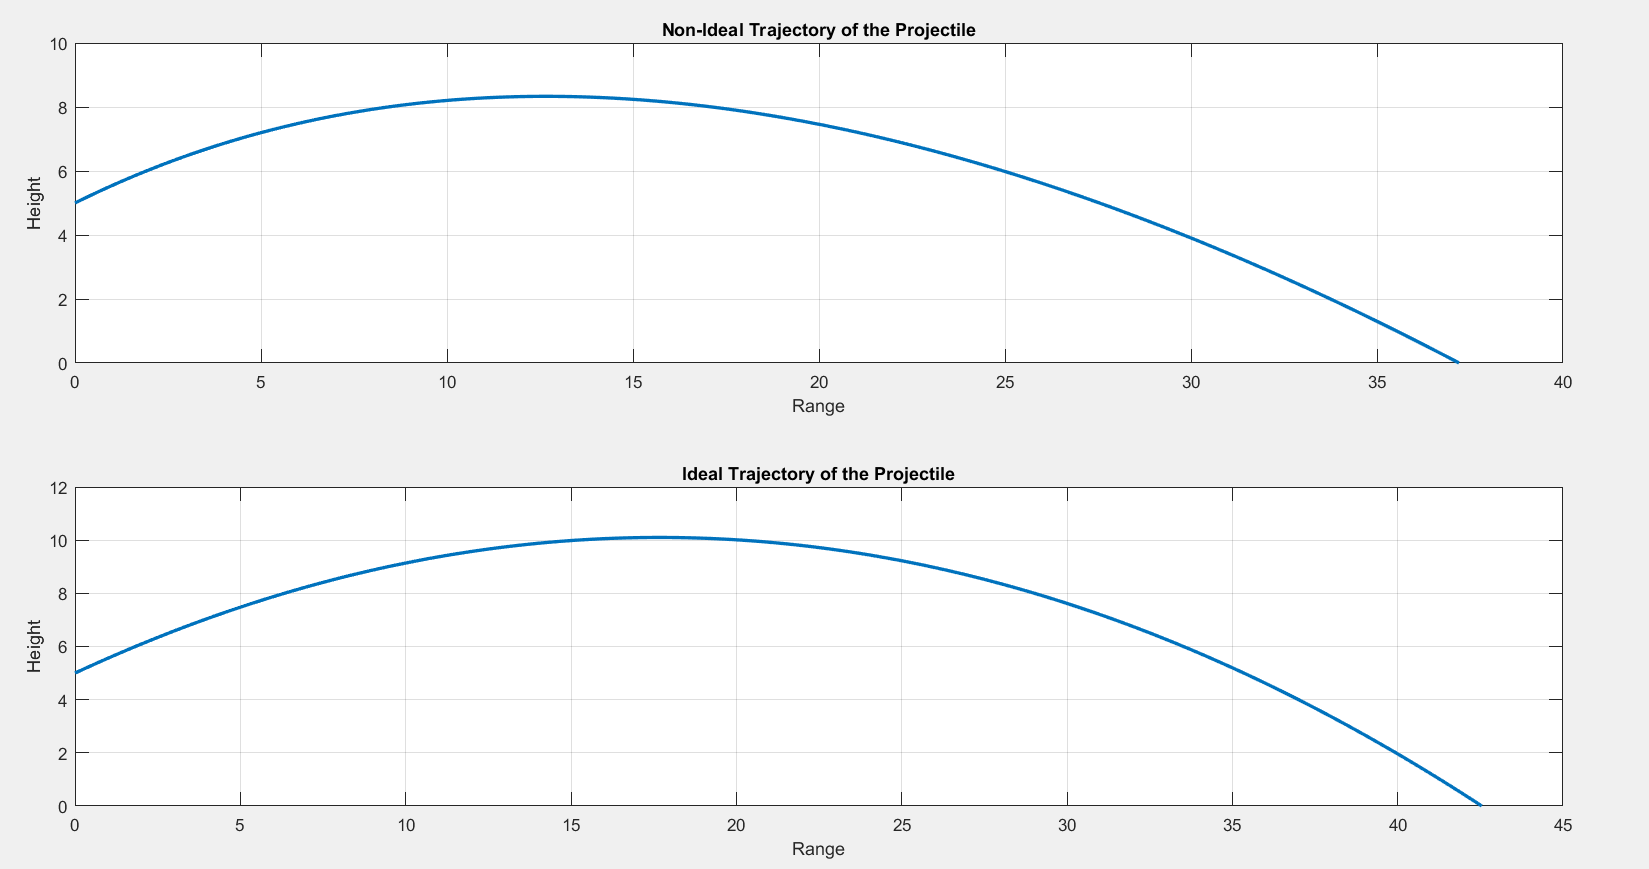 Non-Ideal Trajectory of the Projectile
10
8
6
4
2
0
Height
0 5 10 15 20 25 30 35 40
Range
Ideal Trajectory of the Projectile
12
10
8
6
4
2
0
Height
0 5 10 15 20 25 30 35 40 45
Range